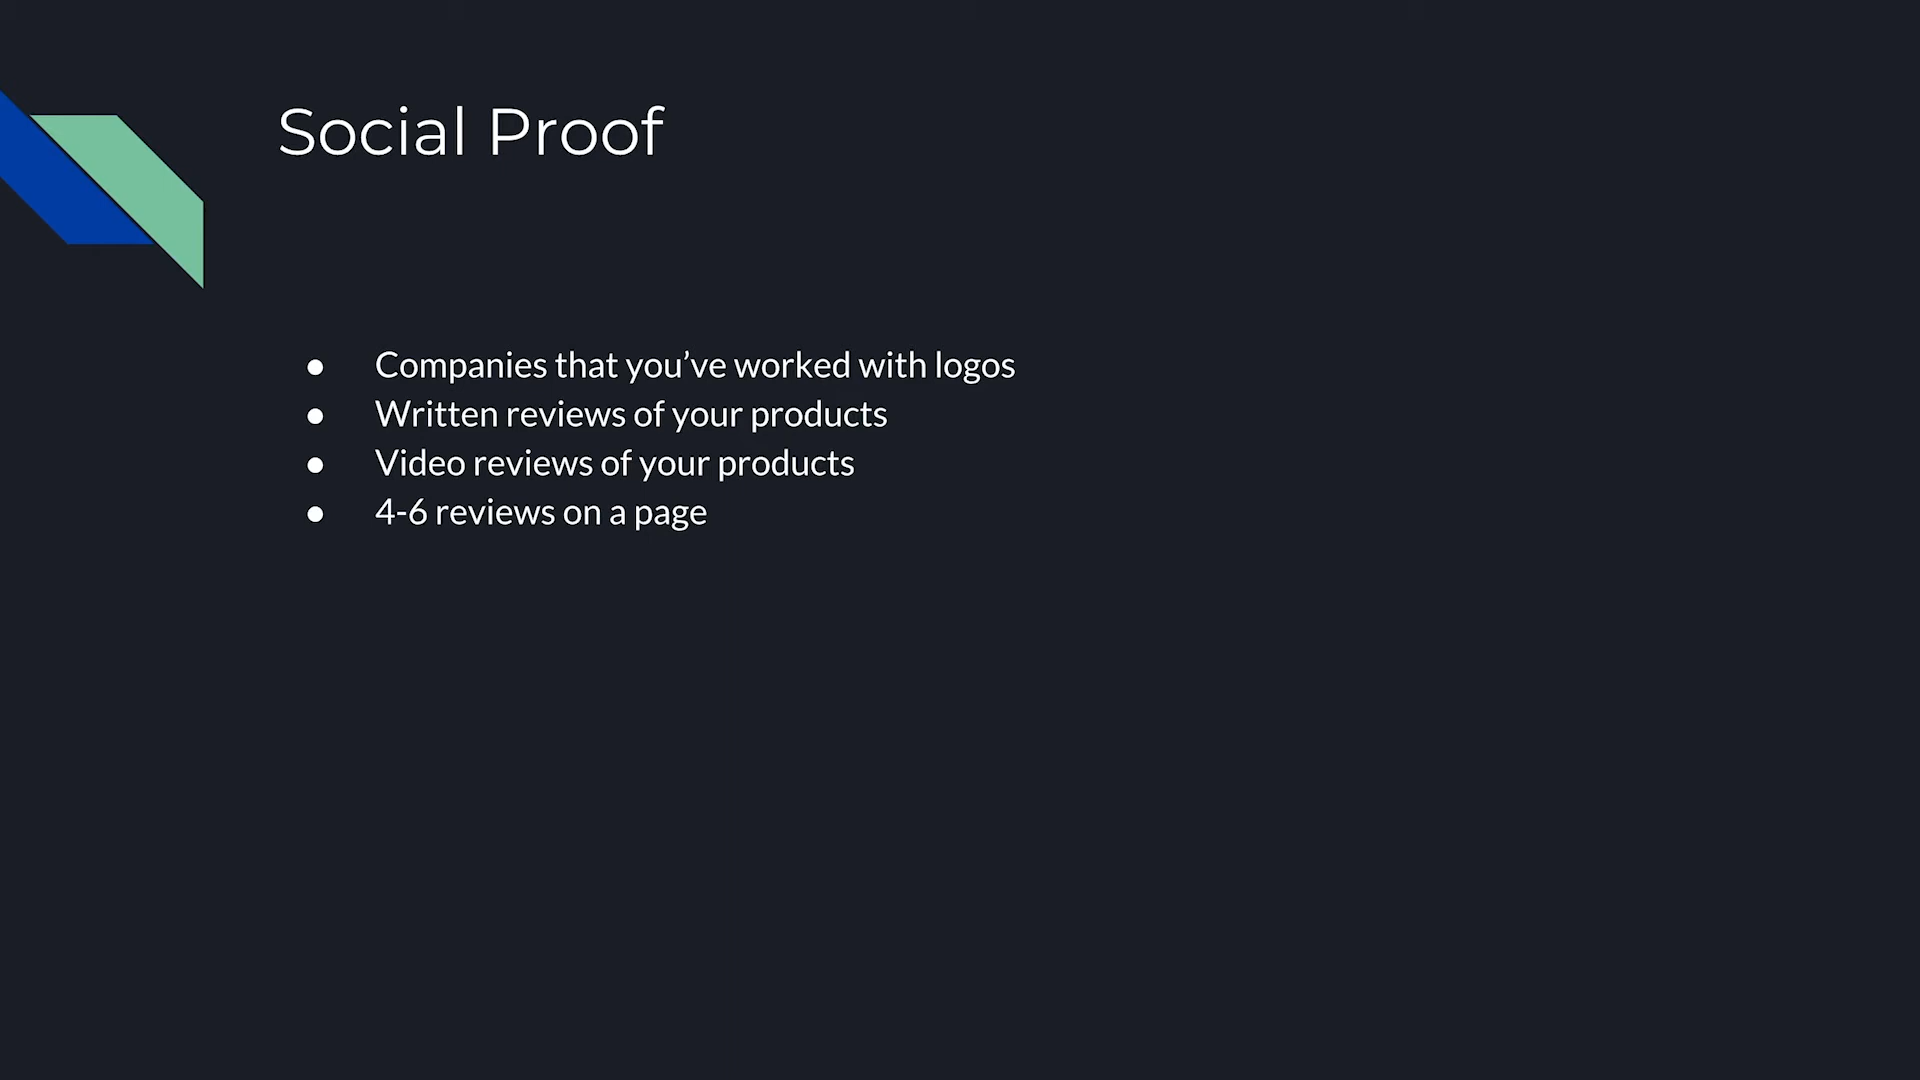 Social Proof
● Companies that you’ve worked with logos
● Written reviews of your products
● Video reviews of your products
● 4-6 reviews on a page